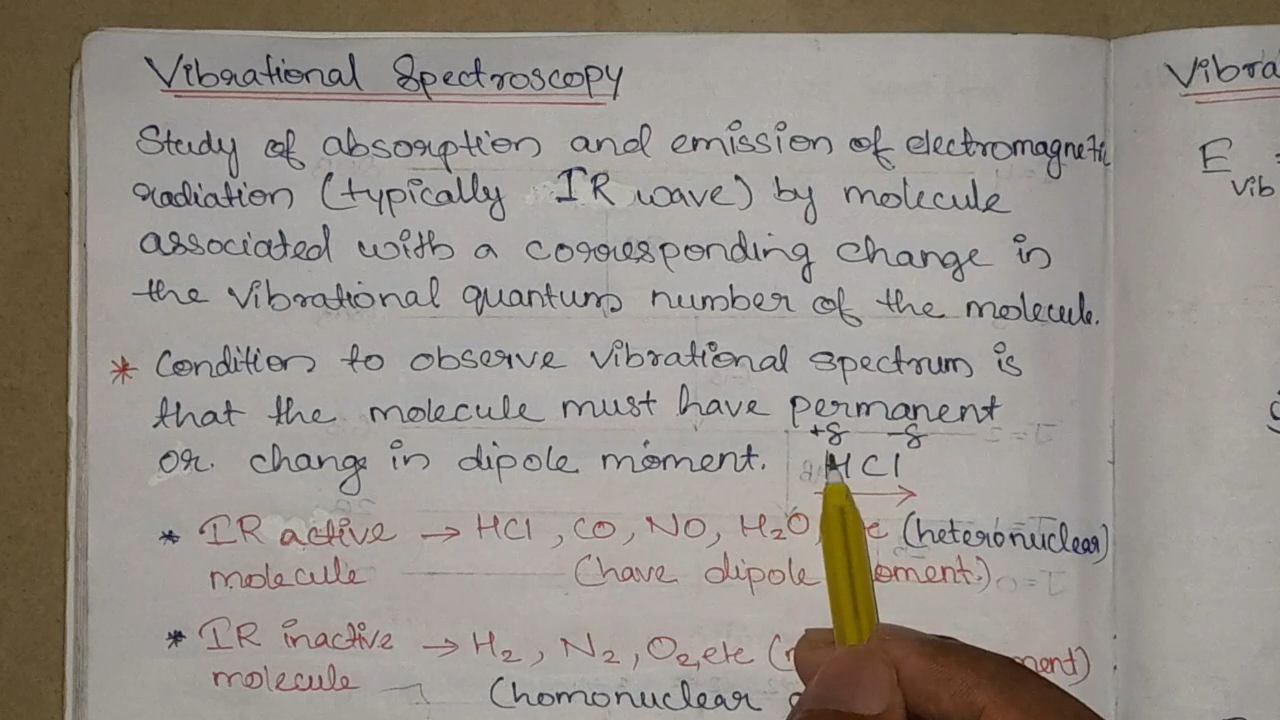 Vibrational Spectroscopy
Study of absorption and emission of electromagnetic
radiation (typically IR wave) by molecule
associated with a corresponding change in
the vibrational quantum number of the molecule.
* Condition to observe vibrational spectrum is
that the molecule must have permanent
or change in dipole moment.
+δ -δ
HCl
* IR active → HCl, CO, NO, H₂O, (heteronuclear)
molecule (have dipole moment)
* IR inactive → H₂, N₂, O₂, etc
molecule (homonuclear
Vibra
E vib